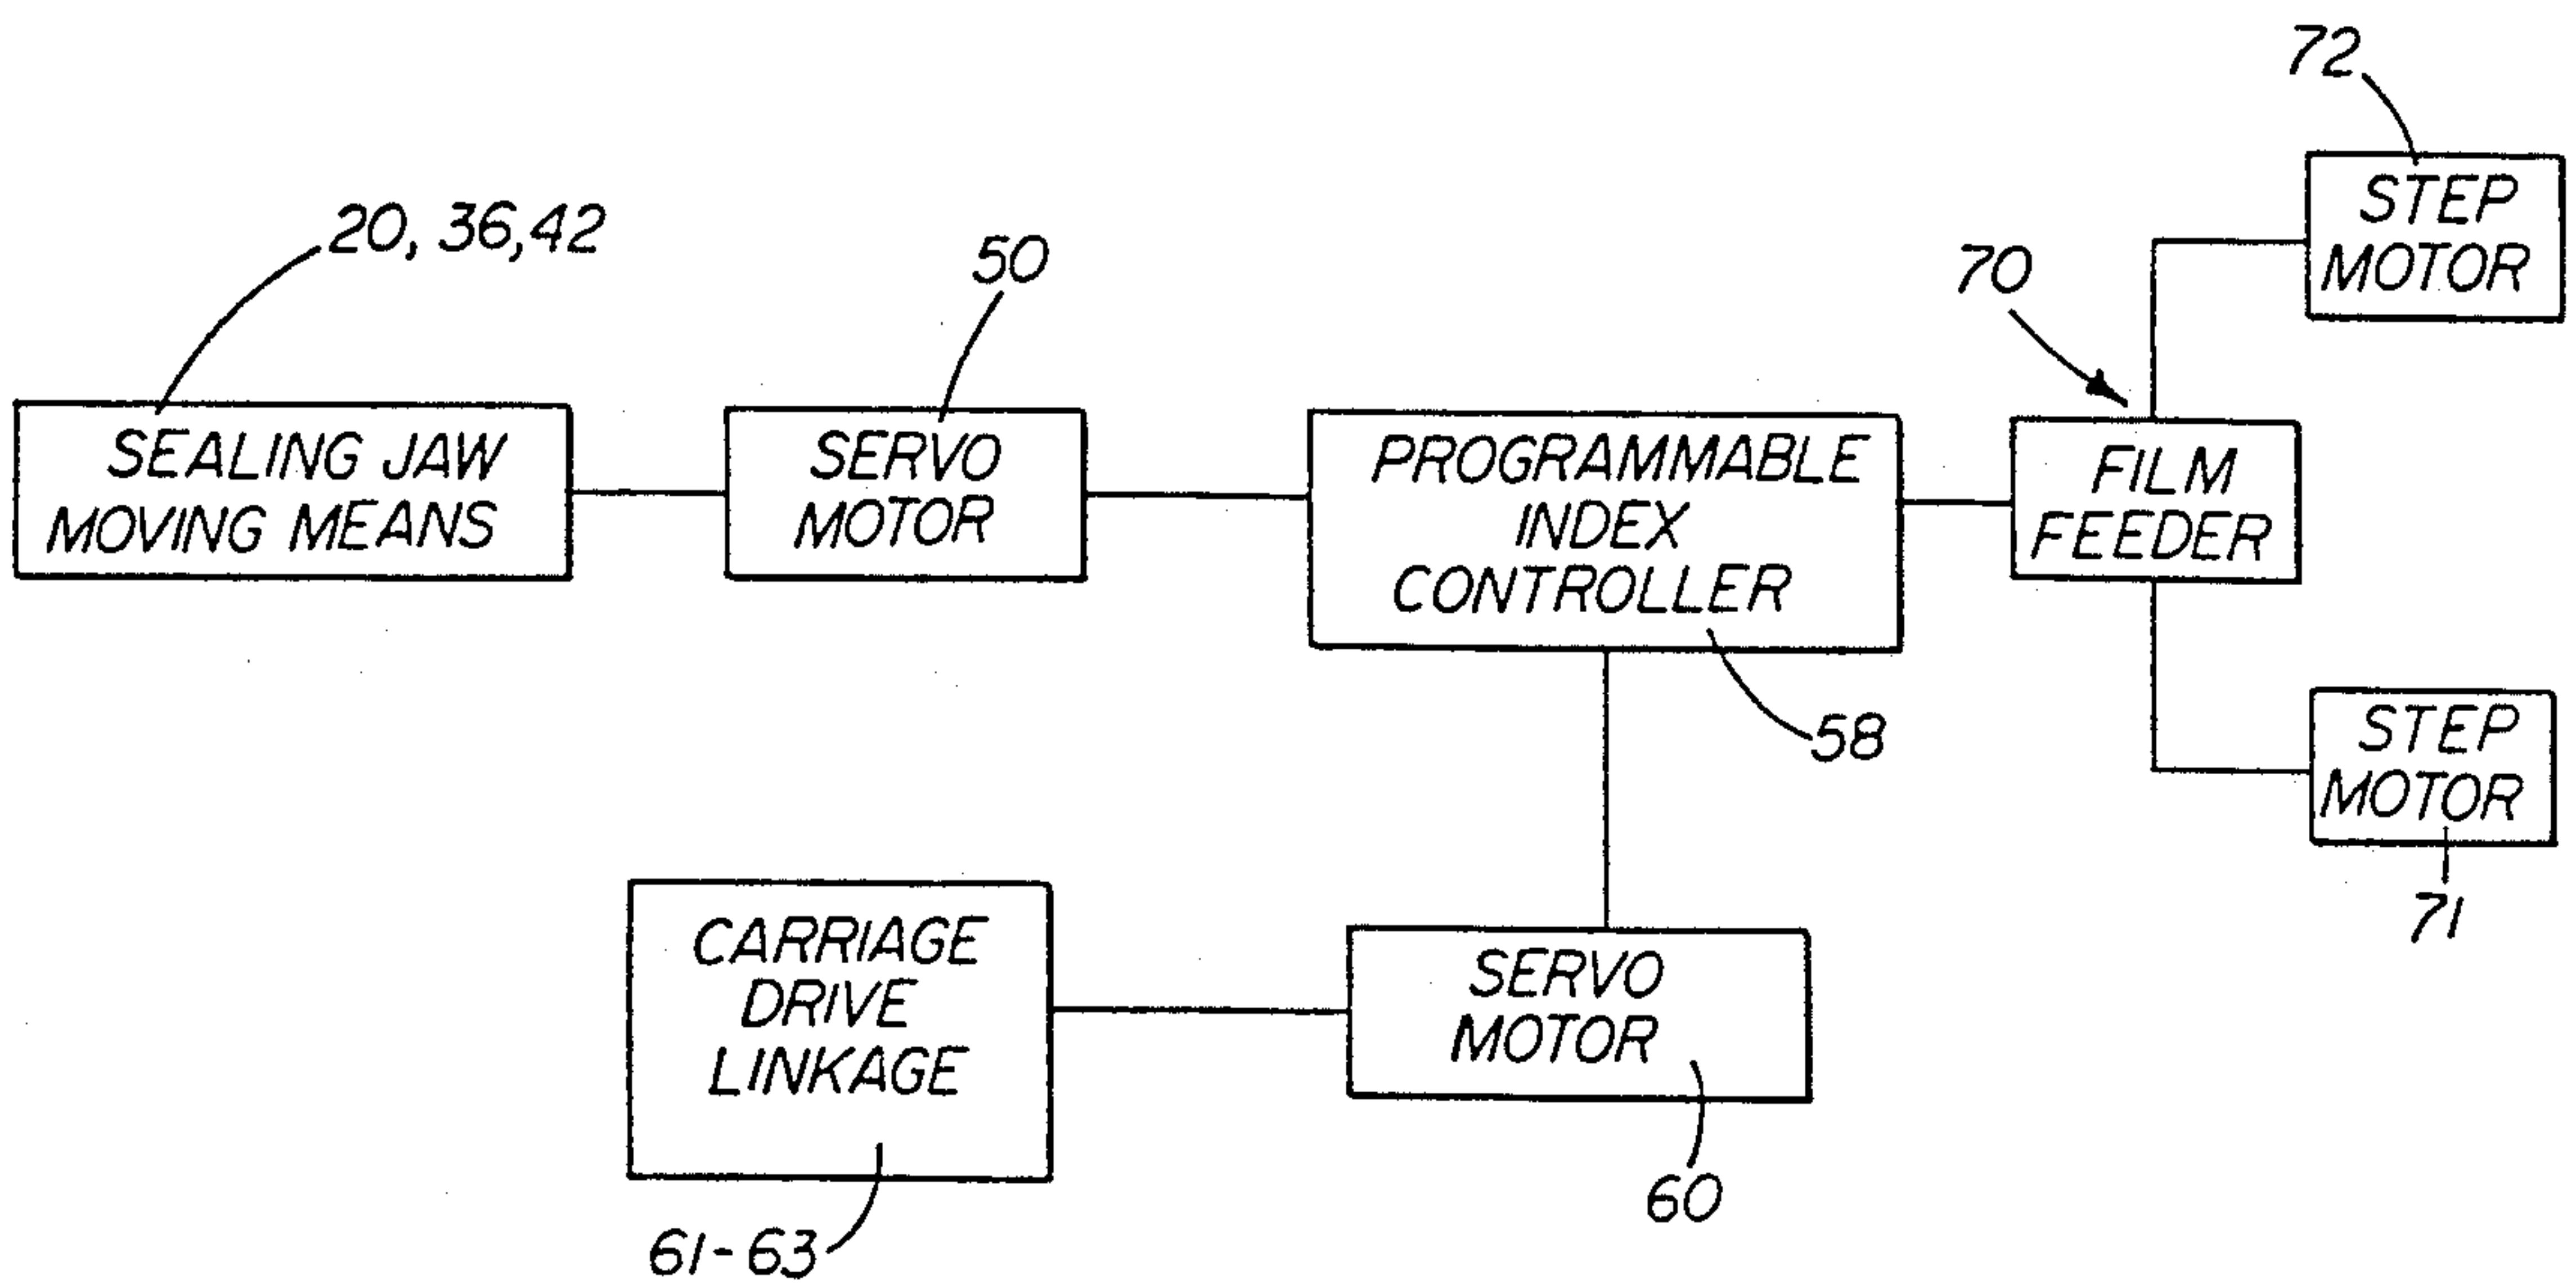 72
STEP
MOTOR
20, 36, 42
50
70
SEALING JAW
MOVING MEANS
SERVO
MOTOR
PROGRAMMABLE
INDEX
CONTROLLER
FILM
FEEDER
58
STEP
MOTOR
71
CARRIAGE
DRIVE
LINKAGE
SERVO
MOTOR
60
61-63